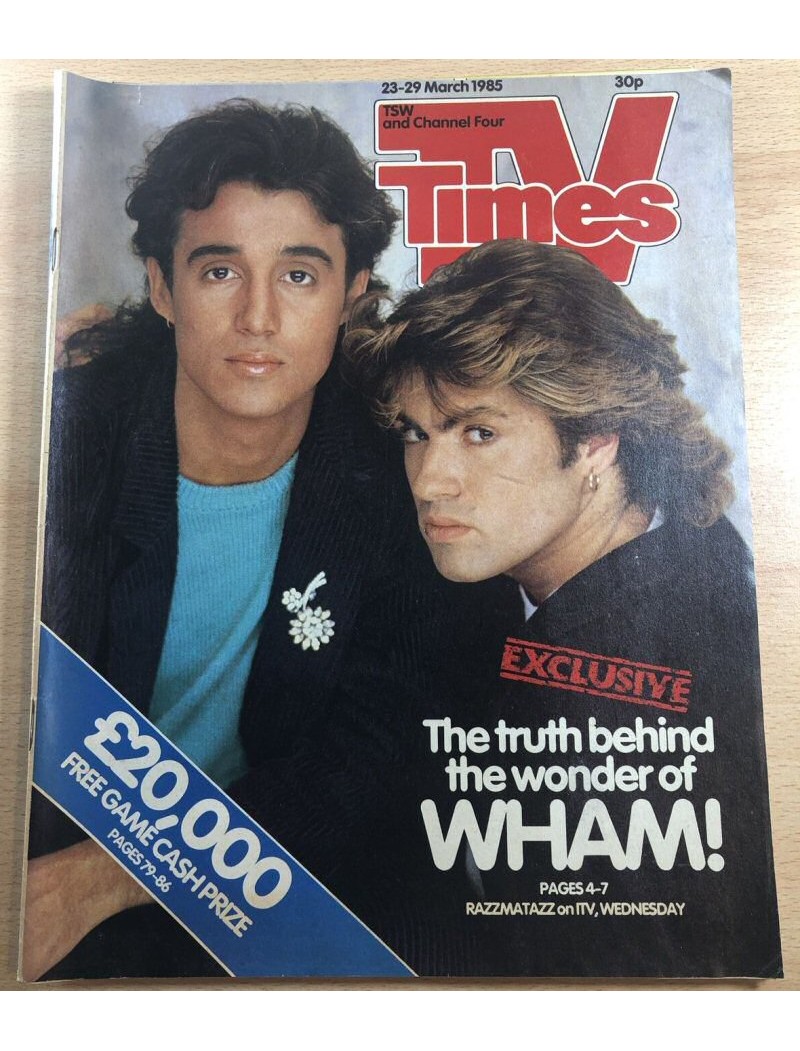 23-29 March 1985
30p
TSW
and Channel Four
TV
Times
EXCLUSIVE
The truth behind
the wonder of
WHAM!
PAGES 4-7
RAZZMATAZZ on ITV, WEDNESDAY
£20,000
FREE GAME CASH PRIZE
PAGES 79-86